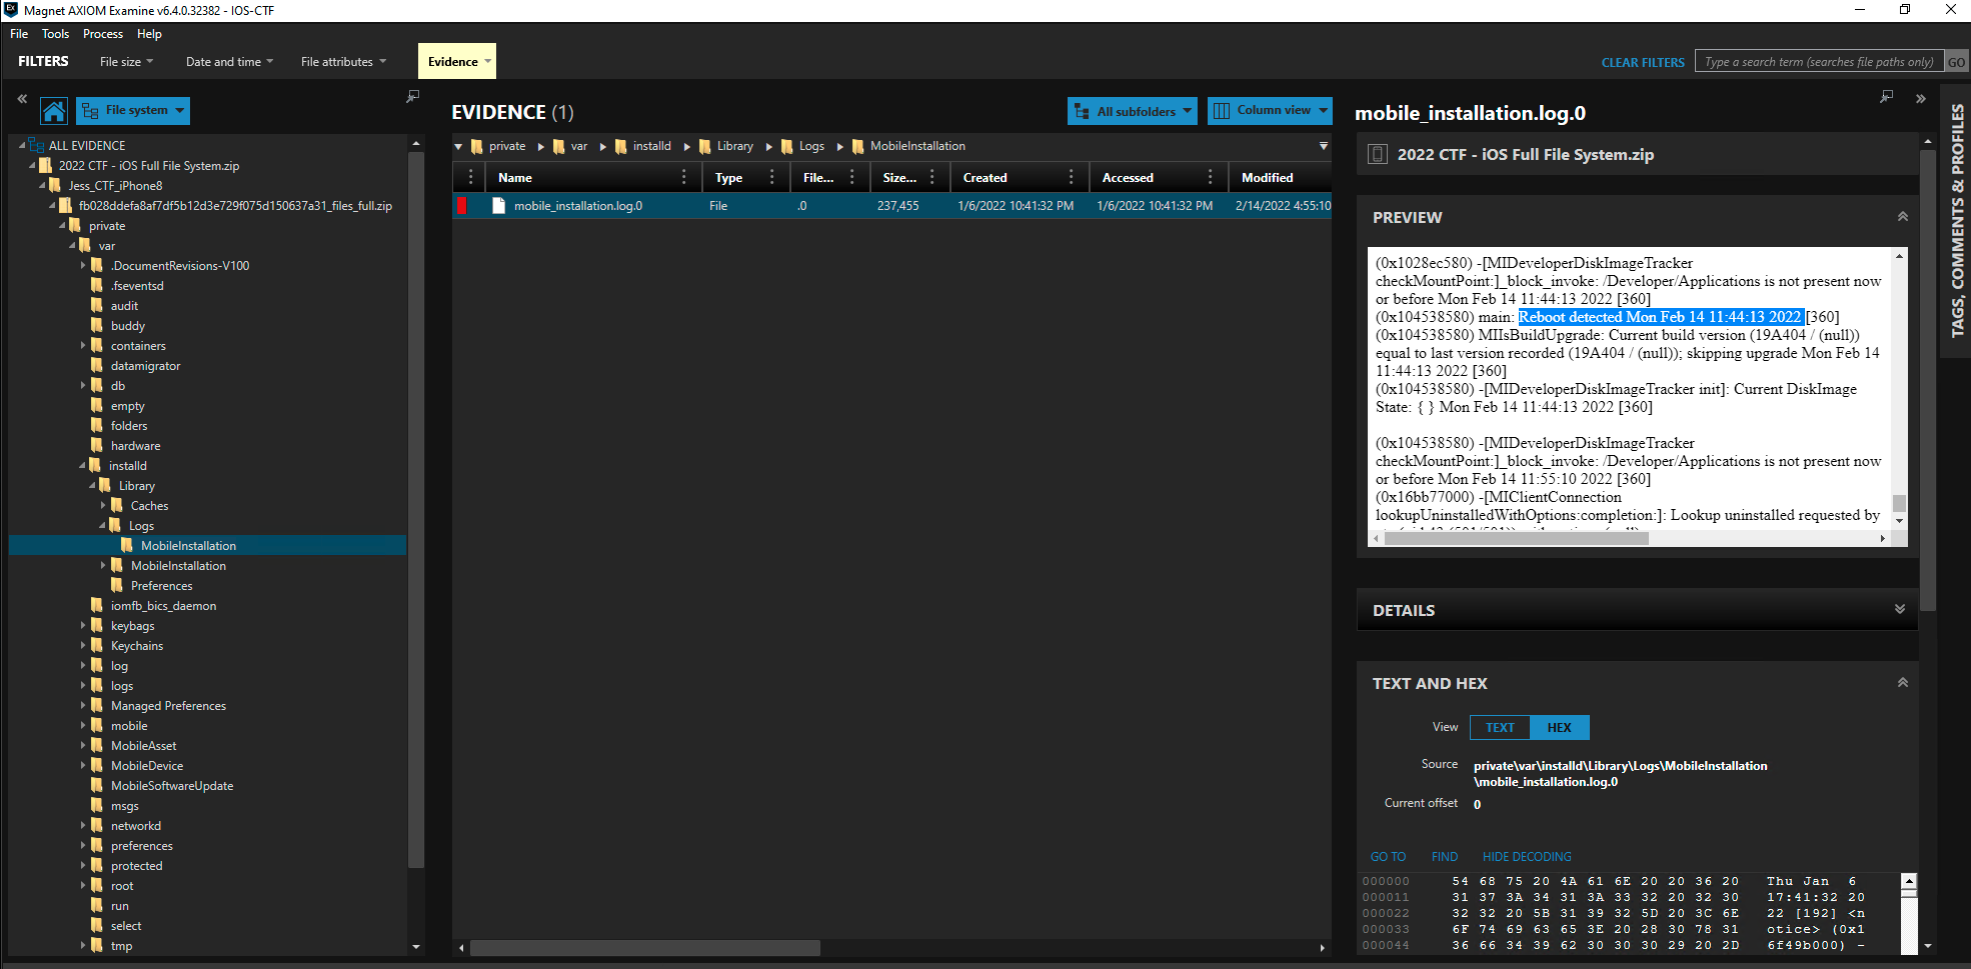 Magnet AXIOM Examine v6.4.0.32382 - IOS-CTF
File Tools Process Help
FILTERS File size Date and time File attributes Evidence CLEAR FILTERS Type a search term (searches file paths only) GO
File system
ALL EVIDENCE
2022 CTF - iOS Full File System.zip
Jess_CTF_iPhone8
fb028ddefa8af7df5b12d3e729f075d150637a31_files_full.zip
private
var
.DocumentRevisions-V100
.fseventsd
audit
buddy
containers
datamigrator
db
empty
folders
hardware
installd
Library
Caches
Logs
MobileInstallation
MobileInstallation
Preferences
iomfb_bics_daemon
keybags
Keychains
log
logs
Managed Preferences
mobile
MobileAsset
MobileDevice
MobileSoftwareUpdate
msgs
networkd
preferences
protected
root
run
select
tmp
EVIDENCE (1) All subfolders Column view
private var installd Library Logs MobileInstallation
Name Type File... Size... Created Accessed Modified
mobile_installation.log.0 File .0 237,455 1/6/2022 10:41:32 PM 1/6/2022 10:41:32 PM 2/14/2022 4:55:10
mobile_installation.log.0
2022 CTF - iOS Full File System.zip
PREVIEW
(0x1028ec580) -[MIDeveloperDiskImageTracker
checkMountPoint:]_block_invoke: /Developer/Applications is not present now
or before Mon Feb 14 11:44:13 2022 [360]
(0x104538580) main: Reboot detected Mon Feb 14 11:44:13 2022 [360]
(0x104538580) MIIsBuildUpgrade: Current build version (19A404 / (null))
equal to last version recorded (19A404 / (null)); skipping upgrade Mon Feb 14
11:44:13 2022 [360]
(0x104538580) -[MIDeveloperDiskImageTracker init]: Current DiskImage
State: { } Mon Feb 14 11:44:13 2022 [360]
(0x104538580) -[MIDeveloperDiskImageTracker
checkMountPoint:]_block_invoke: /Developer/Applications is not present now
or before Mon Feb 14 11:55:10 2022 [360]
(0x16bb77000) -[MIClientConnection
lookupUninstalledWithOptions:completion:]: Lookup uninstalled requested by
DETAILS
TEXT AND HEX
View TEXT HEX
Source private\var\installd\Library\Logs\MobileInstallation
\mobile_installation.log.0
Current offset 0
GO TO FIND HIDE DECODING
000000 54 68 75 20 4A 61 6E 20 20 36 20 Thu Jan  6
000011 31 37 3A 34 31 3A 33 32 20 32 30 17:41:32 20
000022 32 32 20 5B 31 39 32 5D 20 3C 6E 22 [192] <n
000033 6F 74 69 63 65 3E 20 28 30 78 31 otice> (0x1
000044 36 66 34 39 62 30 30 30 29 20 2D 6f49b000) -
TAGS, COMMENTS & PROFILES